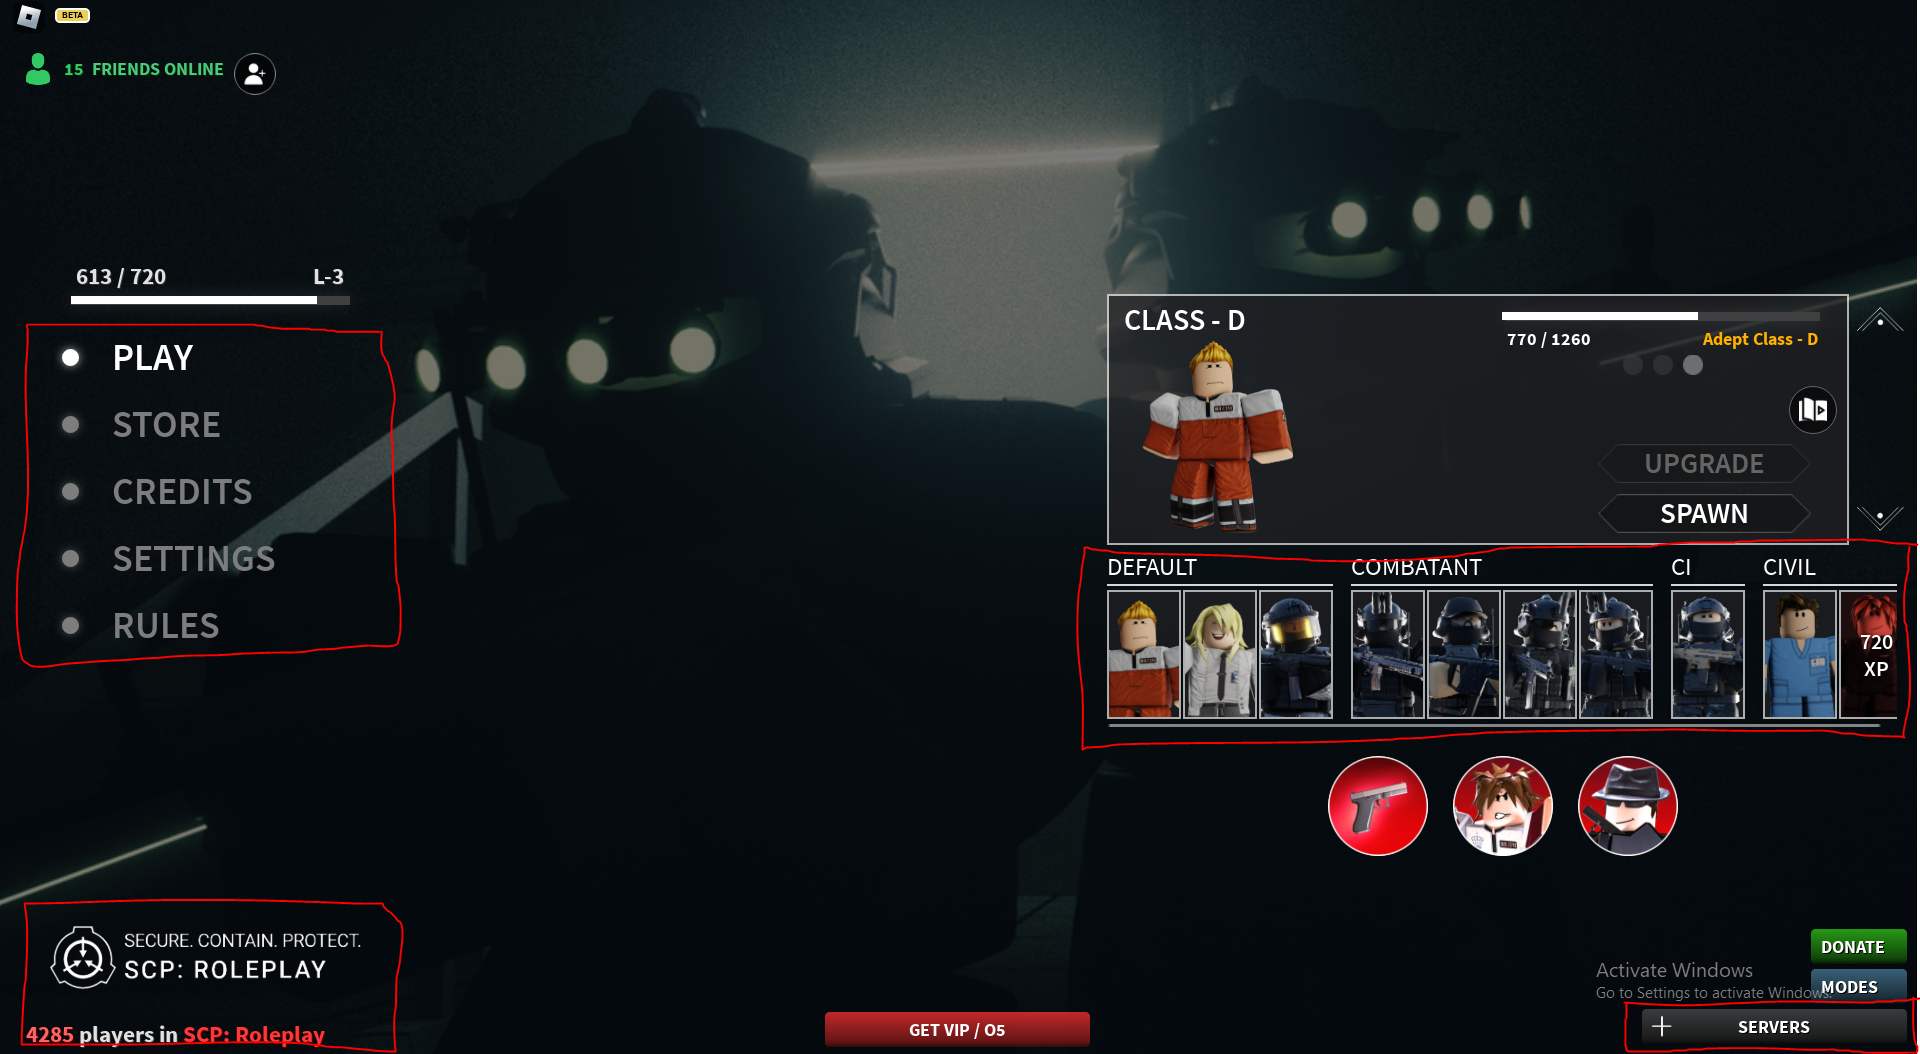 BETA
15 FRIENDS ONLINE
613 / 720 L-3
PLAY
STORE
CREDITS
SETTINGS
RULES
CLASS - D
770 / 1260 Adept Class - D
UPGRADE
SPAWN
DEFAULT COMBATANT CI CIVIL
720
XP
SECURE. CONTAIN. PROTECT.
SCP: ROLEPLAY
4285 players in SCP: Roleplay
GET VIP / O5
DONATE
Activate Windows
MODES
Go to Settings to activate Windows.
SERVERS